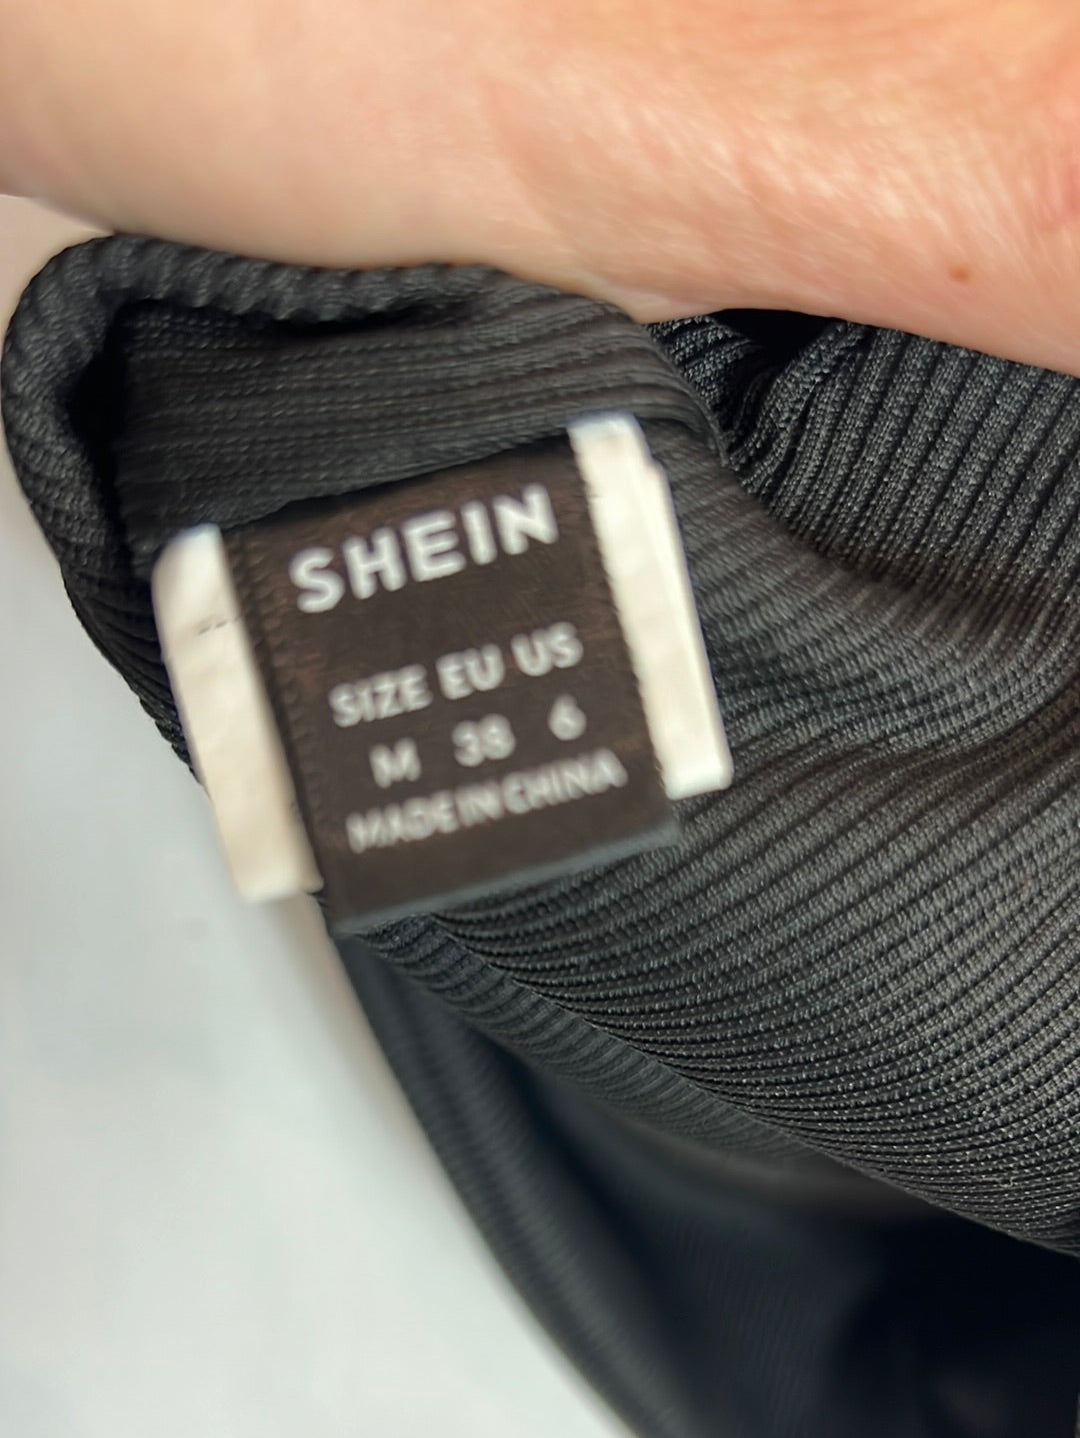 SHEIN
SIZE EU US
M 38 6
MADE IN CHINA